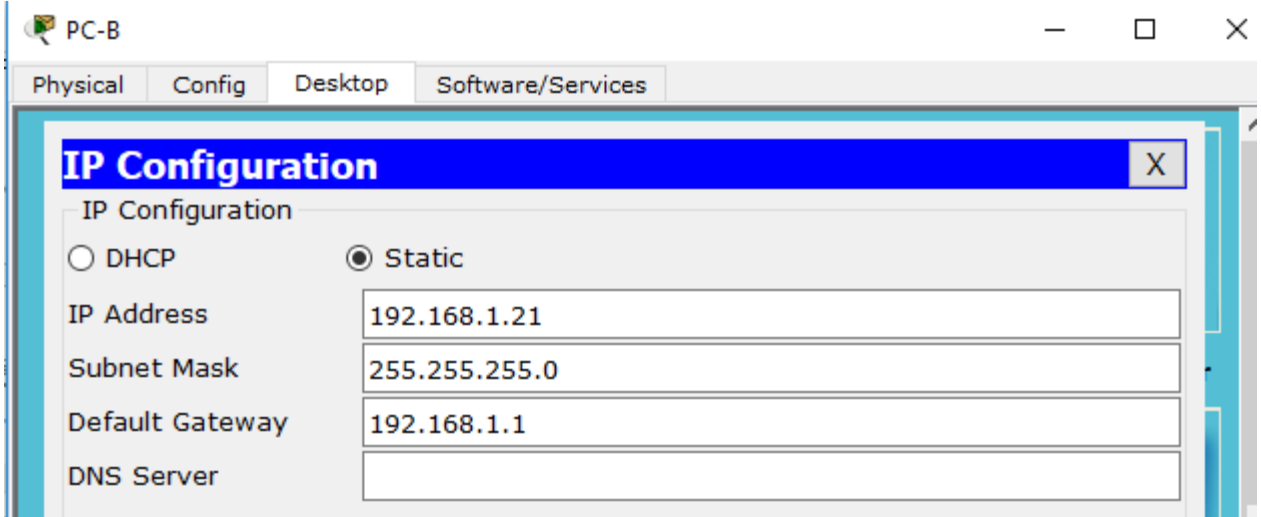 PC-B
Physical Config Desktop Software/Services
IP Configuration X
IP Configuration
DHCP Static
IP Address 192.168.1.21
Subnet Mask 255.255.255.0
Default Gateway 192.168.1.1
DNS Server